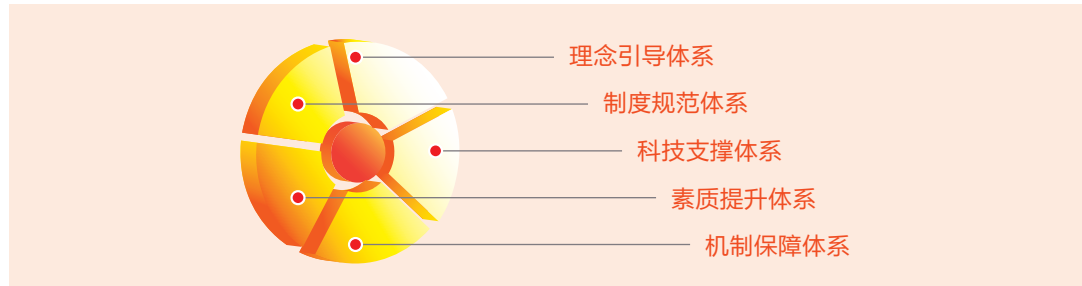 理念引导体系
制度规范体系
科技支撑体系
素质提升体系
机制保障体系